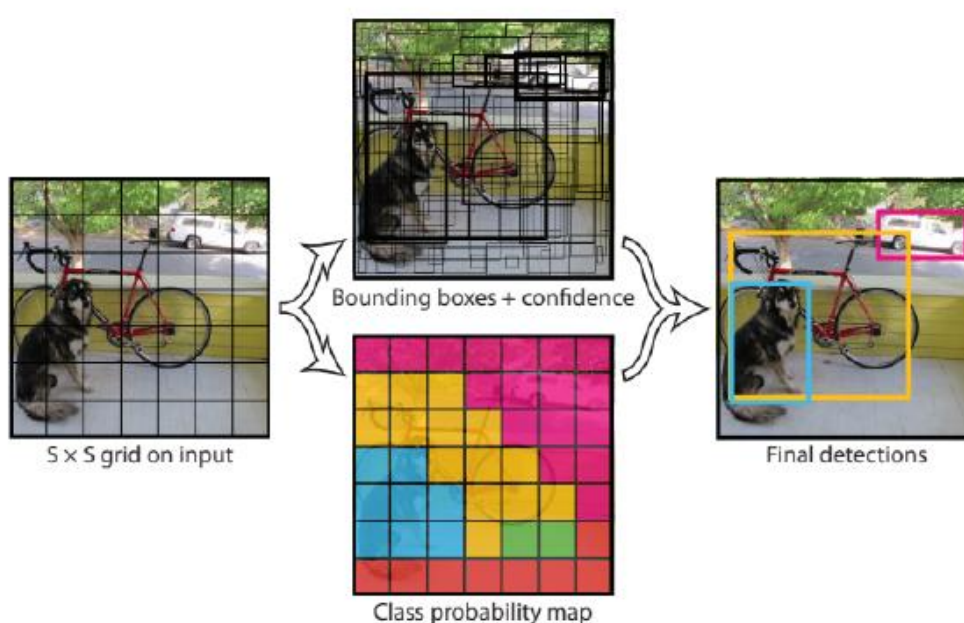 S × S grid on input
Bounding boxes + confidence
Class probability map
Final detections